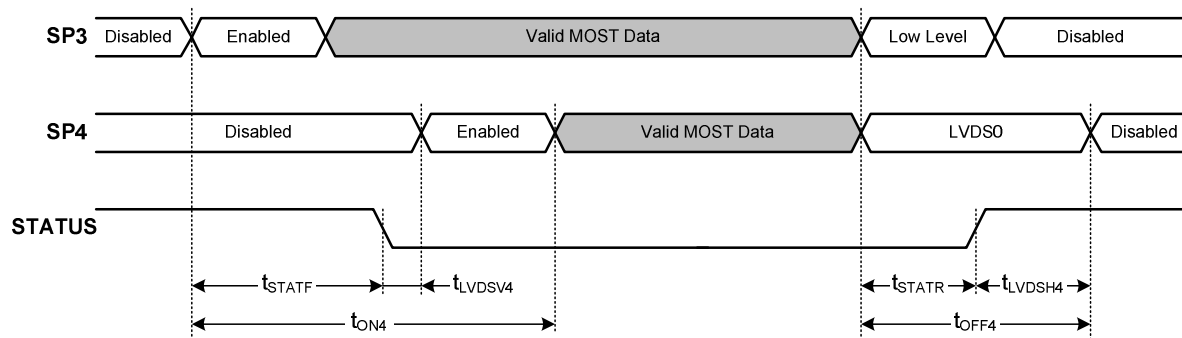 SP3 Disabled Enabled Valid MOST Data Low Level Disabled
SP4 Disabled Enabled Valid MOST Data LVDS0 Disabled
STATUS
tSTATF tLVDSV4 tSTATR tLVDSH4
tON4 tOFF4